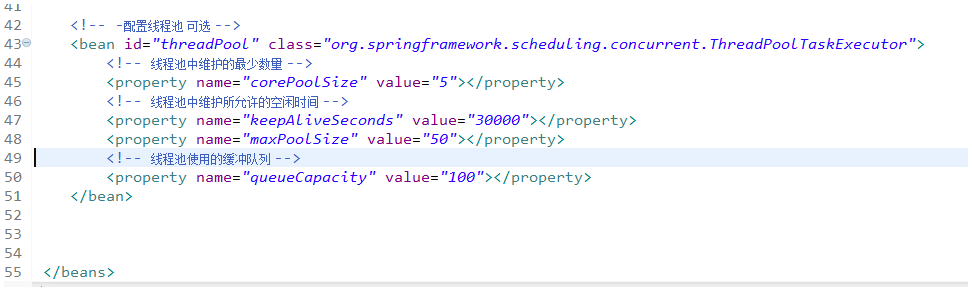 41
42 <!-- -配置线程池 可选 -->
43 <bean id="threadPool" class="org.springframework.scheduling.concurrent.ThreadPoolTaskExecutor">
44 <!-- 线程池中维护的最少数量 -->
45 <property name="corePoolSize" value="5"></property>
46 <!-- 线程池中维护所允许的空闲时间 -->
47 <property name="keepAliveSeconds" value="30000"></property>
48 <property name="maxPoolSize" value="50"></property>
49 <!-- 线程池使用的缓冲队列 -->
50 <property name="queueCapacity" value="100"></property>
51 </bean>
52
53
54
55 </beans>